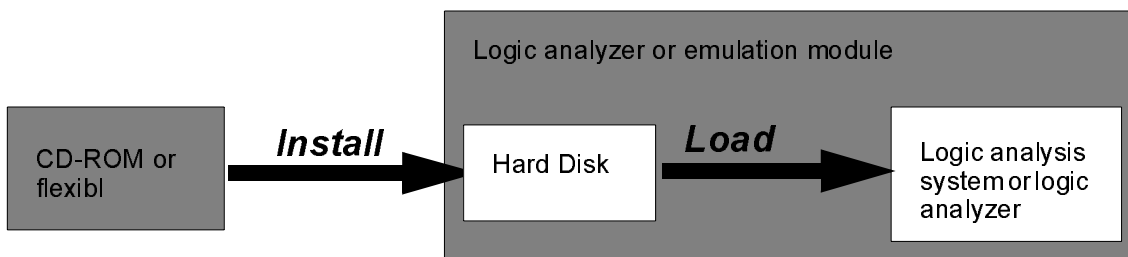 Logic analyzer or emulation module
CD-ROM or
flexibl
Install
Hard Disk
Load
Logic analysis
system or logic
analyzer